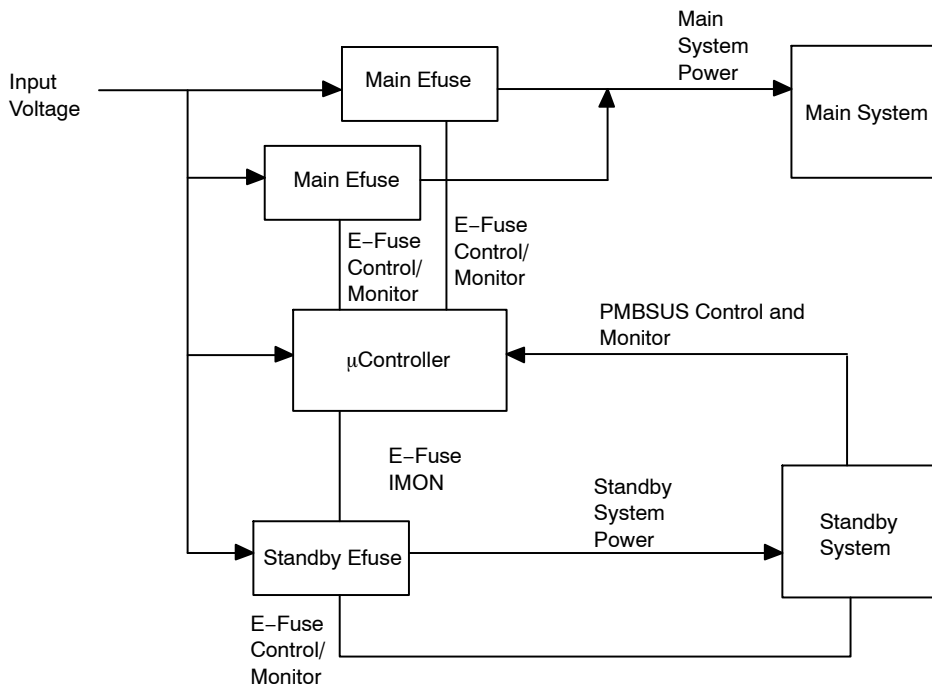 Main
System
Power
Input
Voltage
Main Efuse
Main System
Main Efuse
E–Fuse
Control/
Monitor
E–Fuse
Control/
Monitor
PMBSUS Control and
Monitor
μController
E–Fuse
IMON
Standby
System
Power
Standby
System
Standby Efuse
E–Fuse
Control/
Monitor